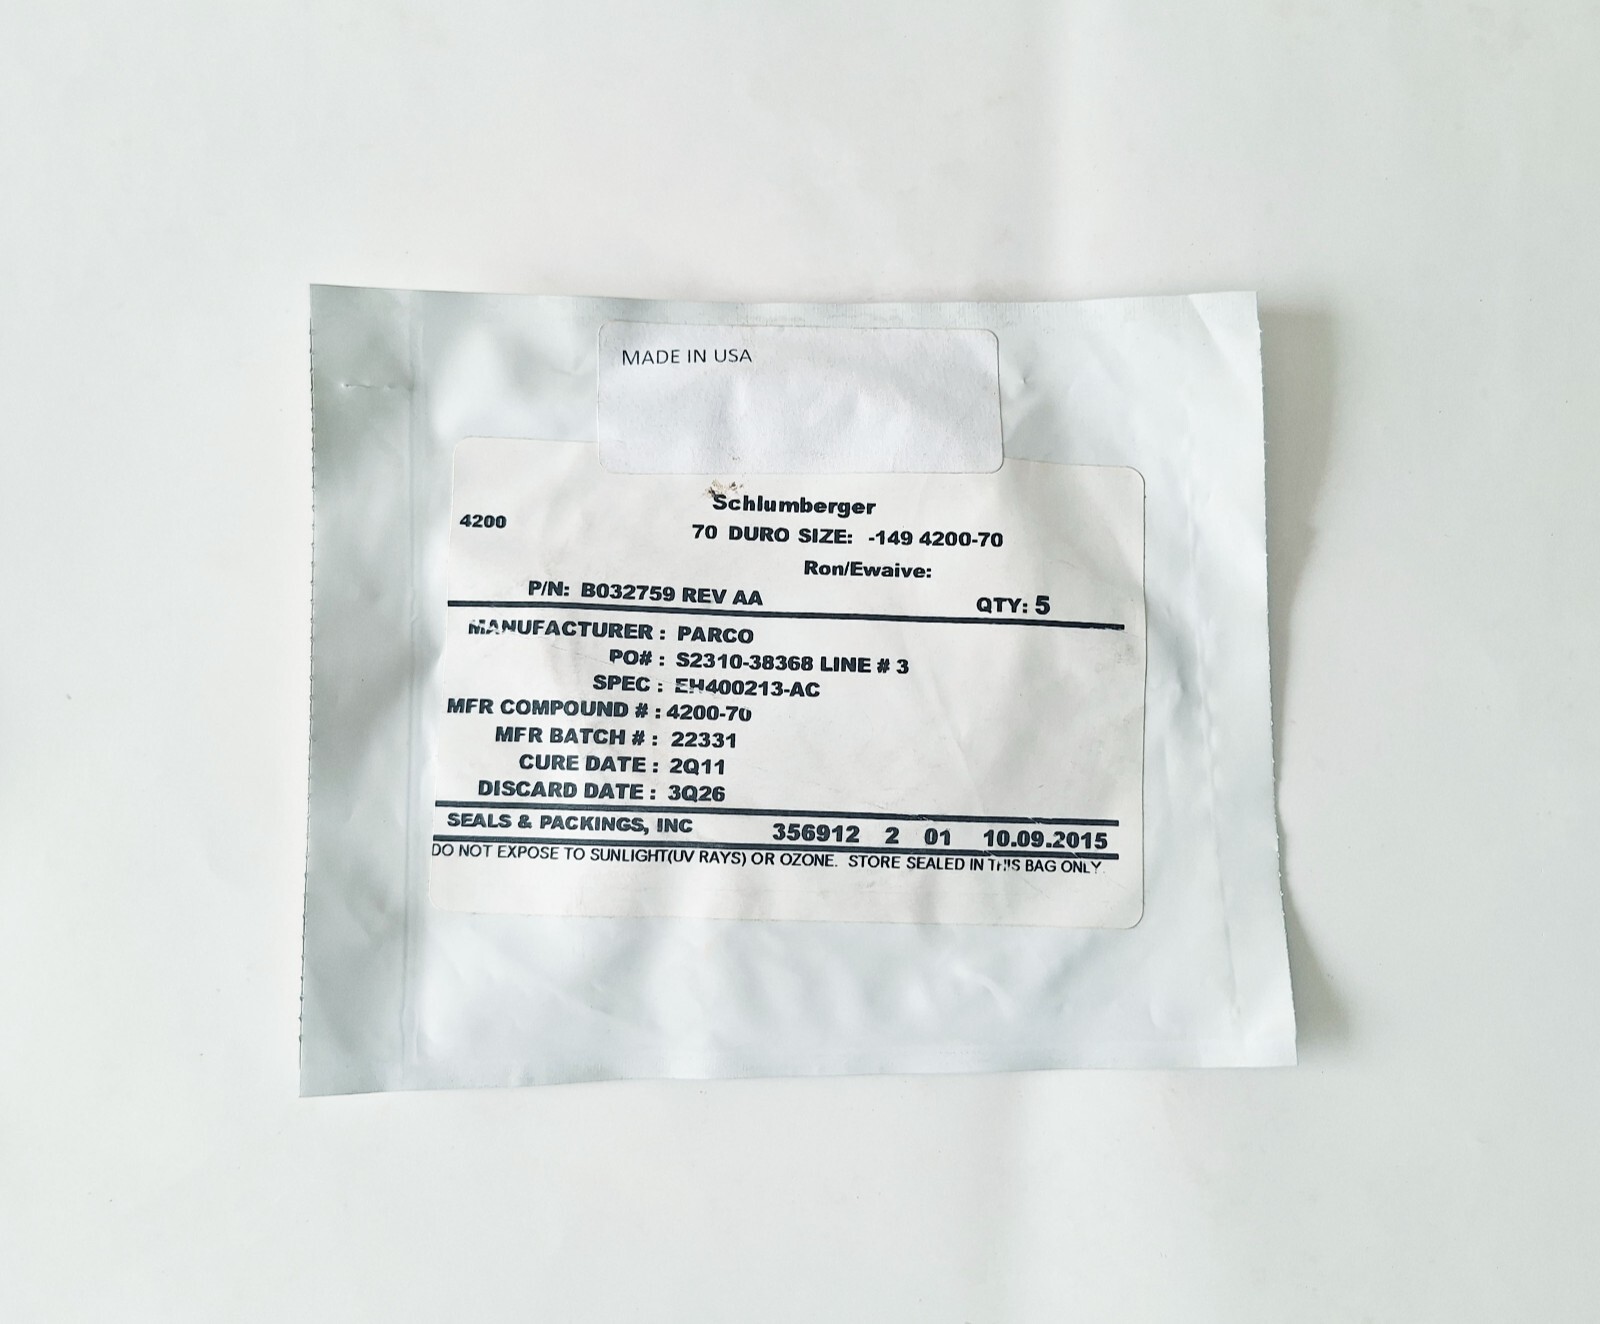 MADE IN USA
Schlumberger
4200
70 DURO SIZE: -149 4200-70
Ron/Ewaive:
P/N: B032759 REV AA QTY: 5
MANUFACTURER : PARCO
PO# : S2310-38368 LINE # 3
SPEC : EH400213-AC
MFR COMPOUND # : 4200-70
MFR BATCH # : 22331
CURE DATE : 2Q11
DISCARD DATE : 3Q26
SEALS & PACKINGS, INC 356912 2 01 10.09.2015
DO NOT EXPOSE TO SUNLIGHT(UV RAYS) OR OZONE. STORE SEALED IN THIS BAG ONLY.